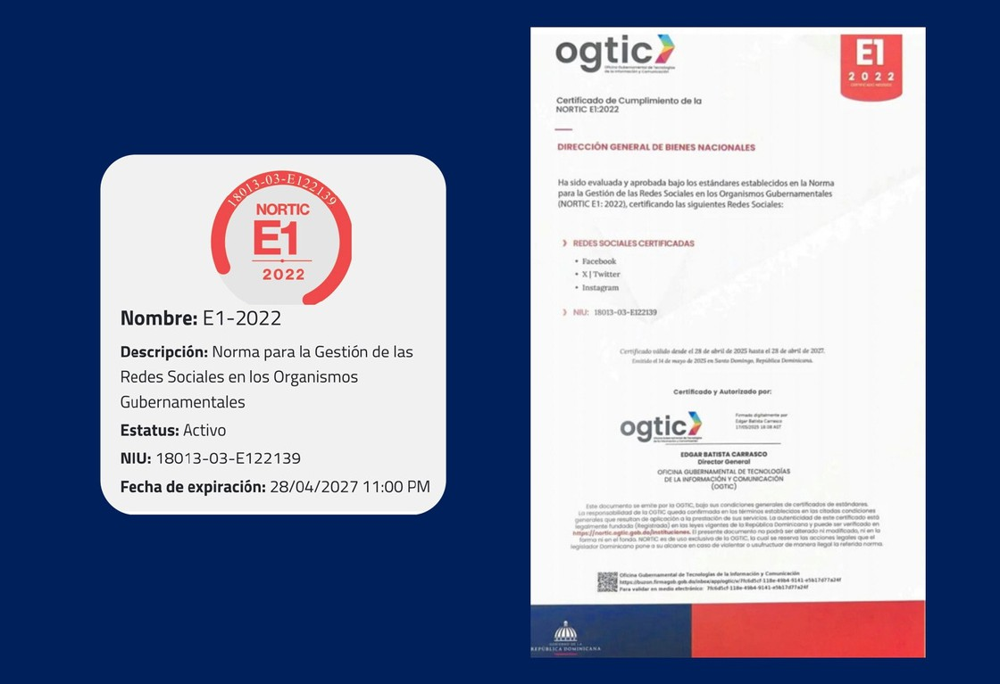 18013-03-E122139
NORTIC
E1
2022
Nombre: E1-2022
Descripción: Norma para la Gestión de las
Redes Sociales en los Organismos
Gubernamentales
Estatus: Activo
NIU: 18013-03-E122139
Fecha de expiración: 28/04/2027 11:00 PM
ogtic
Oficina Gubernamental de Tecnologías
de la Información y Comunicación
E1
2022
Certificado de Cumplimiento de la
NORTIC E1:2022
DIRECCIÓN GENERAL DE BIENES NACIONALES
Ha sido evaluada y aprobada bajo los estándares establecidos en la Norma
para la Gestión de las Redes Sociales en los Organismos Gubernamentales
(NORTIC E1: 2022), certificando las siguientes Redes Sociales:
REDES SOCIALES CERTIFICADAS
• Facebook
• X | Twitter
• Instagram
NIU: 18013-03-E122139
Certificado válido desde el 28 de abril de 2025 hasta el 28 de abril de 2027.
Emitido el 14 de mayo de 2025 en Santo Domingo, República Dominicana.
Certificado y Autorizado por:
ogtic
Oficina Gubernamental de Tecnologías
de la Información y Comunicación
Firmado digitalmente por
Edgar Batista Carrasco
17/05/2025 16:08 AST
EDGAR BATISTA CARRASCO
Director General
OFICINA GUBERNAMENTAL DE TECNOLOGÍAS
DE LA INFORMACIÓN Y COMUNICACIÓN
(OGTIC)
Este documento se emite por la OGTIC, bajo sus condiciones generales de certificados de estándares.
La responsabilidad de la OGTIC queda confirmada en los términos establecidos en las citadas condiciones
generales que resultan de aplicación a la prestación de sus servicios. La autenticidad de este certificado está
legalmente fundada (Registrada) en las leyes vigentes de la República Dominicana y puede ser verificado en
https://nortic.ogtic.gob.do/instituciones. El presente documento no podrá ser alterado ni modificado, ni en la
forma ni en el fondo. NORTIC es de uso exclusivo de la OGTIC, la cual se reserva las acciones legales que el
legislador Dominicano pone a su alcance en caso de violentar o usufructuar de manera ilegal la referida norma.
Oficina Gubernamental de Tecnologías de la Información y Comunicación
https://buzon.firmagob.gob.do/inbox/app/ogtic/v/7fc6d5cf-118e-49b4-9141-e5b17d77a24f
Para validar en medio electrónico: 7fc6d5cf-118e-49b4-9141-e5b17d77a24f
GOBIERNO DE LA
REPÚBLICA DOMINICANA